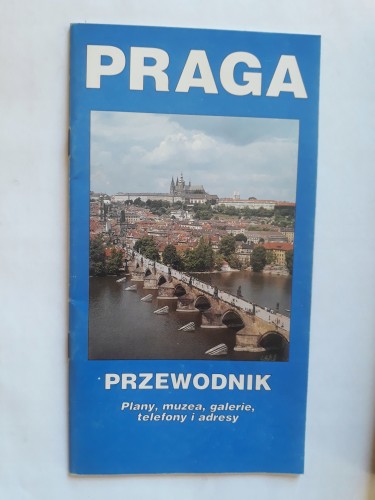 PRAGA
PRZEWODNIK
Plany, muzea, galerie,
telefony i adresy